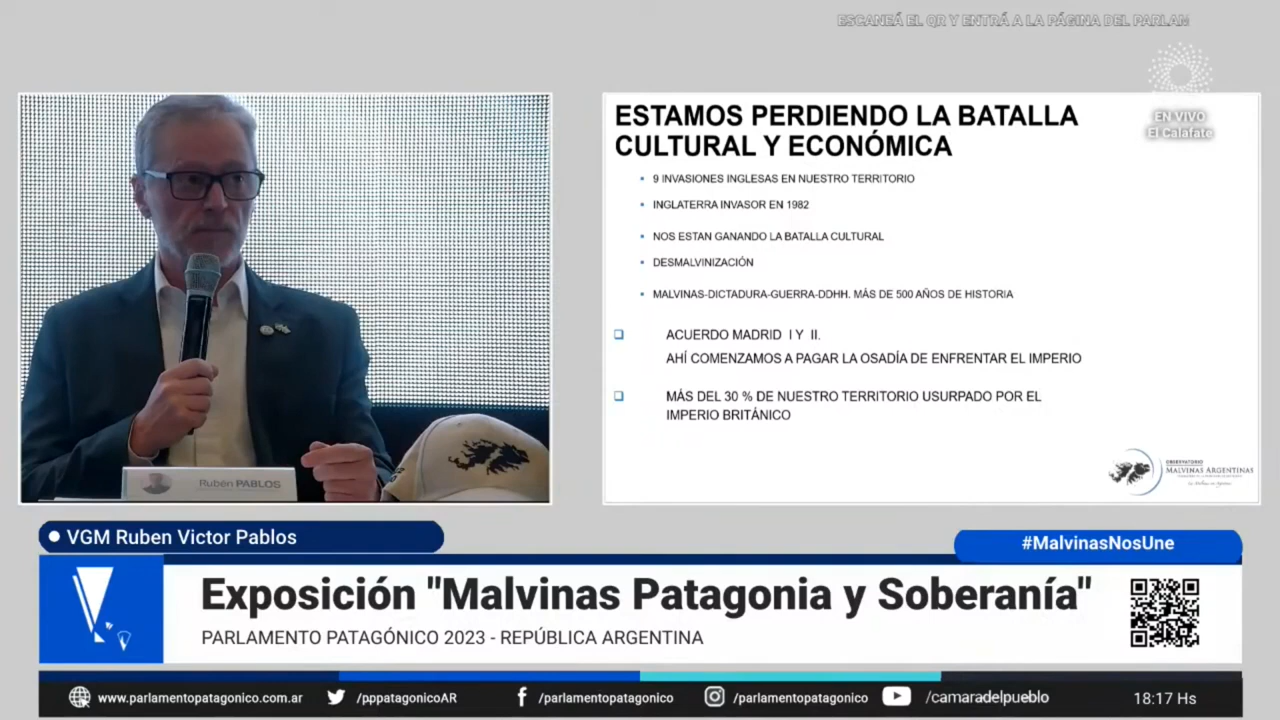 ESCANEÁ EL QR Y ENTRÁ A LA PÁGINA DEL PARLAM
EN VIVO
El Calafate
ESTAMOS PERDIENDO LA BATALLA
CULTURAL Y ECONÓMICA
9 INVASIONES INGLESAS EN NUESTRO TERRITORIO
INGLATERRA INVASOR EN 1982
NOS ESTAN GANANDO LA BATALLA CULTURAL
DESMALVINIZACIÓN
MALVINAS-DICTADURA-GUERRA-DDHH. MÁS DE 500 AÑOS DE HISTORIA
ACUERDO MADRID I Y II.
AHÍ COMENZAMOS A PAGAR LA OSADÍA DE ENFRENTAR EL IMPERIO
MÁS DEL 30 % DE NUESTRO TERRITORIO USURPADO POR EL
IMPERIO BRITÁNICO
OBSERVATORIO
MALVINAS ARGENTINAS
Rubén PABLOS
VGM Ruben Victor Pablos
#MalvinasNosUne
Exposición "Malvinas Patagonia y Soberanía"
PARLAMENTO PATAGÓNICO 2023 - REPÚBLICA ARGENTINA
www.parlamentopatagonico.com.ar
/pppatagonicoAR
/parlamentopatagonico
/parlamentopatagonico
/camaradelpueblo
18:17 Hs